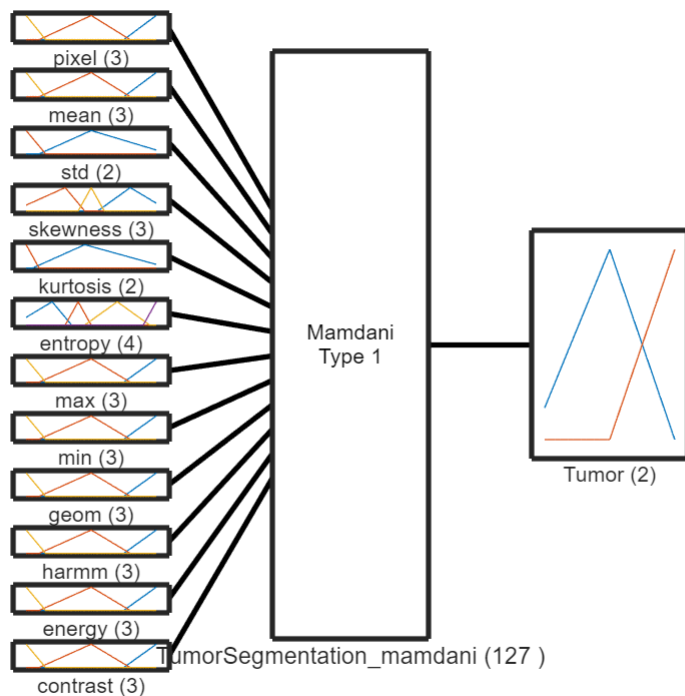 pixel (3)
mean (3)
std (2)
skewness (3)
kurtosis (2)
entropy (4)
max (3)
min (3)
geom (3)
harmm (3)
energy (3)
contrast (3)
Mamdani
Type 1
TumorSegmentation_mamdani (127 )
Tumor (2)